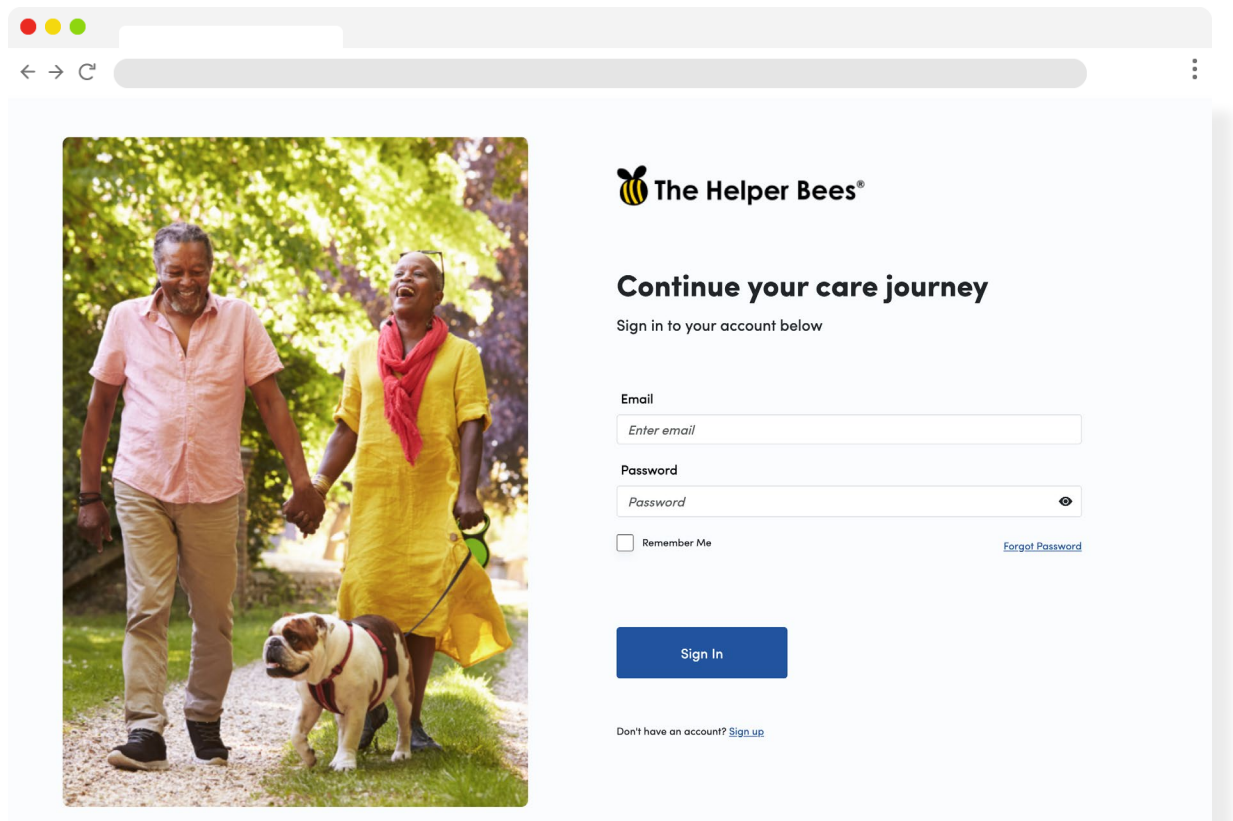 The Helper Bees®
Continue your care journey
Sign in to your account below
Email
Enter email
Password
Password
Remember Me
Forgot Password
Sign In
Don't have an account? Sign up